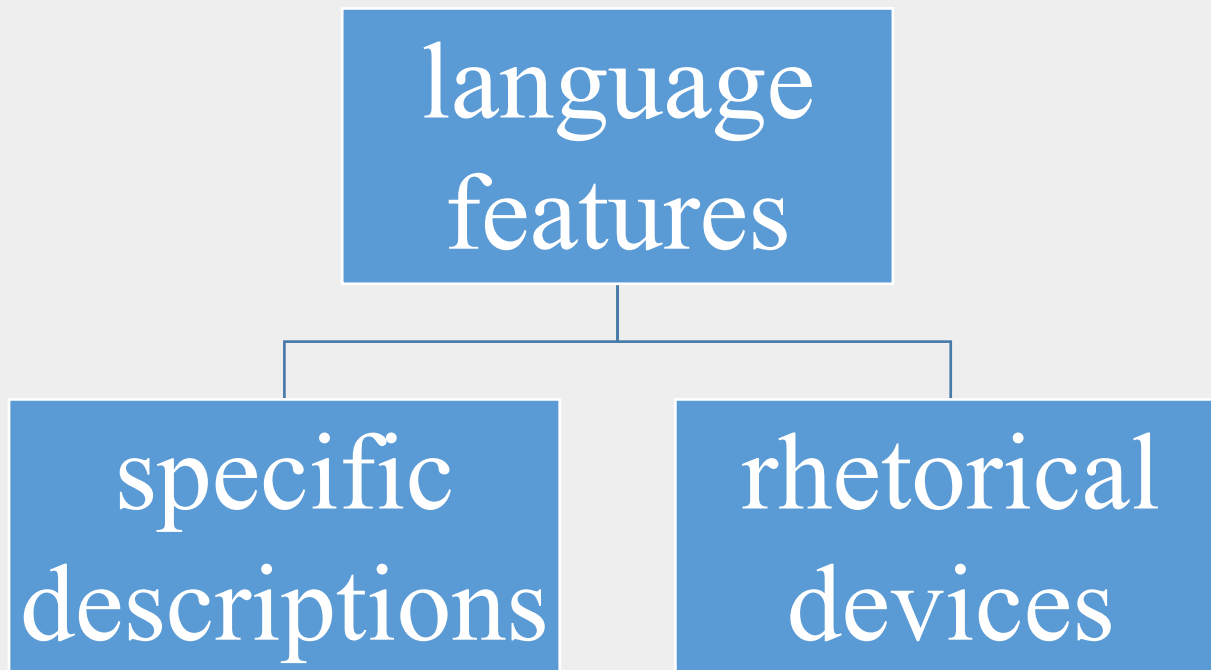 language
features
specific
descriptions
rhetorical
devices